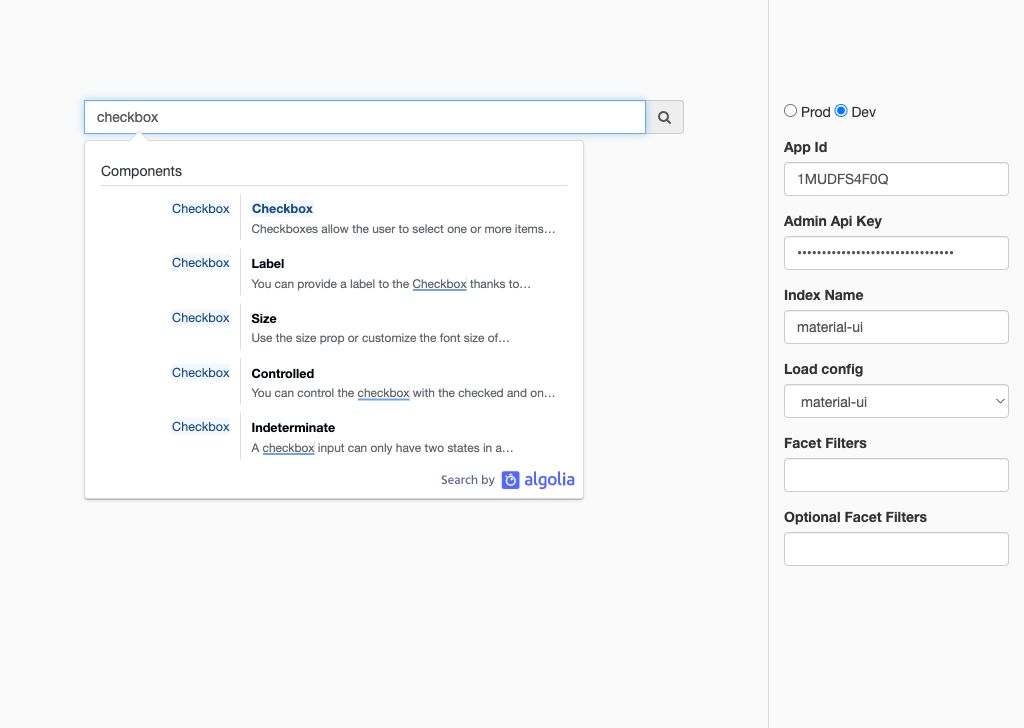 checkbox
Components
Checkbox
Checkbox
Checkboxes allow the user to select one or more items…
Checkbox
Label
You can provide a label to the Checkbox thanks to…
Checkbox
Size
Use the size prop or customize the font size of…
Checkbox
Controlled
You can control the checkbox with the checked and on…
Checkbox
Indeterminate
A checkbox input can only have two states in a…
Search by algolia
Prod Dev
App Id
1MUDFS4F0Q
Admin Api Key
Index Name
material-ui
Load config
material-ui
Facet Filters
Optional Facet Filters